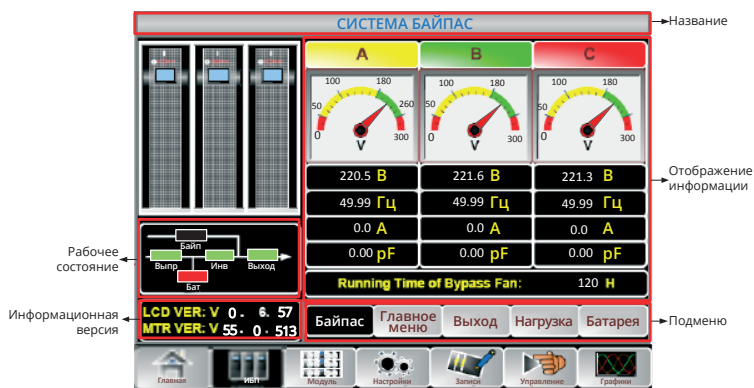 СИСТЕМА БАЙПАС
Название
A B C
100 180 100 180 100 180
50 260 50 260 50 260
0 300 0 300 0 300
V V V
220.5 В 221.6 В 221.3 В
49.99 Гц 49.99 Гц 49.99 Гц
0.0 А 0.0 А 0.0 А
0.00 pF 0.00 pF 0.00 pF
Отображение
информации
Running Time of Bypass Fan: 120 H
Рабочее
состояние
Байп
Выпр Инв Выход
Бат
Информационная
версия
LCD VER: V 0. 6. 57
MTR VER: V 55. 0. 513
Байпас Главное меню Выход Нагрузка Батарея
Подменю
Главная ИБП Модуль Настройки Записи Управление Графики